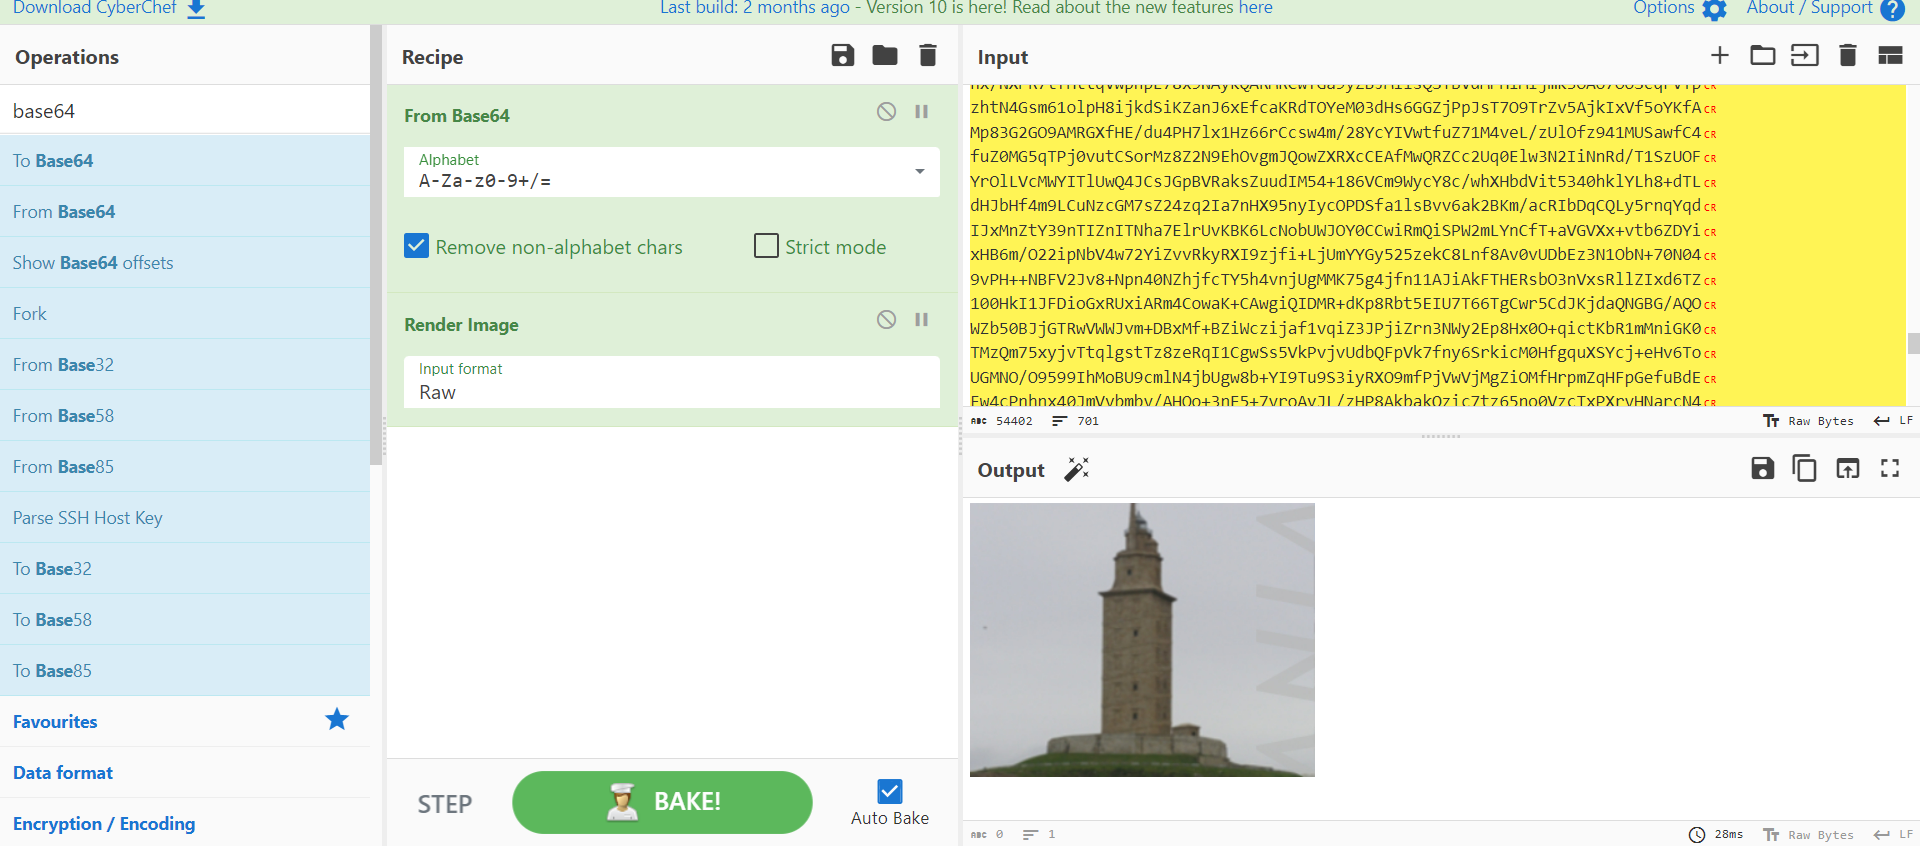 Download CyberChef
Last build: 2 months ago - Version 10 is here! Read about the new features here
Options
About / Support
Operations
base64
To Base64
From Base64
Show Base64 offsets
Fork
From Base32
From Base58
From Base85
Parse SSH Host Key
To Base32
To Base58
To Base85
Favourites
Data format
Encryption / Encoding
Recipe
From Base64
Alphabet
A-Za-z0-9+/=
Remove non-alphabet chars
Strict mode
Render Image
Input format
Raw
STEP
BAKE!
Auto Bake
Input
zhtN4Gsm61olpH8ijkdSiKZanJ6xEfcaKRdTOYeM03dHs6GGZjPpJsT7O9TrZv5AjkIxVf5oYKfA
Mp83G2GO9AMRGXfHE/du4PH7lx1Hz66rCcsw4m/28YcYIVwtfuZ71M4veL/zUlOfz941MUSawfC4
fuZ0MG5qTPj0vutCSorMz8Z2N9EhOvgmJQowZXRXcCEAfMwQRZCc2Uq0Elw3N2IiNnRd/T1SzUOF
YrOlLVcMWYITlUwQ4JCsJGpBVRaksZuudIM54+186VCm9WycY8c/whXHbdVit5340hklYLh8+dTL
dHJbHf4m9LCuNzcGM7sZ24zq2Ia7nHX95nyIycOPDSfa1lsBvv6ak2BKm/acRIbDqCQLy5rnqYqd
IJxMnZtY39nTIZnITNha7ElrUvKBK6LcNobUWJOY0CCwiRmQiSPW2mLYnCfT+aVGVXx+vtb6ZDYi
xHB6m/O22ipNbV4w72YiZvvRkyRXI9zjfi+LjUmYYGy525zekC8Lnf8Av0vUDbEz3N1ObN+70N04
9vPH++NBFV2Jv8+Npn40NZhjfcTY5h4vnjUgMMK75g4jfn11AJiAkFTHERsbO3nVxsRllZIxd6TZ
100HkI1JFDioGxRUxiARm4CowaK+CAwgiQIDMR+dKp8Rbt5EIU7T66TgCwr5CdJKjdaQNGBG/AQO
WZb50BJjGTRwVWWJvm+DBxMf+BZiWczijaf1vqiZ3JPjiZrn3NWy2Ep8Hx0O+qictKbR1mMniGK0
TMzQm75xyjvTtqlgstTz8zeRqI1CgwSs5VkPvjvUdbQFpVk7fny6SrkicM0HfgquXSYcj+eHv6To
UGMNO/O9599IhMoBU9cmlN4jbUgw8b+YI9Tu9S3iyRXO9mfPjVwVjMgZiOMfHrpmZqHFpGefuBdE
54402
701
Raw Bytes
LF
Output
0
1
28ms
Raw Bytes
LF